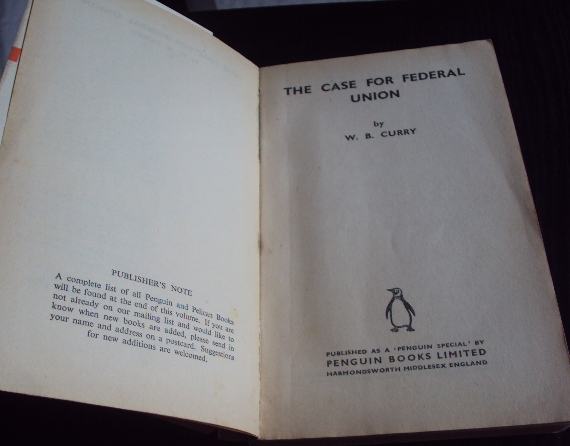 PUBLISHER'S NOTE
A complete list of all Penguin and Pelican Books
will be found at the end of this volume. If you are
not already on our mailing list and would like to
know when new books are added, please send in
your name and address on a postcard. Suggestions
for new additions are welcomed.
THE CASE FOR FEDERAL
UNION
by
W. B. CURRY
PUBLISHED AS A 'PENGUIN SPECIAL' BY
PENGUIN BOOKS LIMITED
HARMONDSWORTH MIDDLESEX ENGLAND